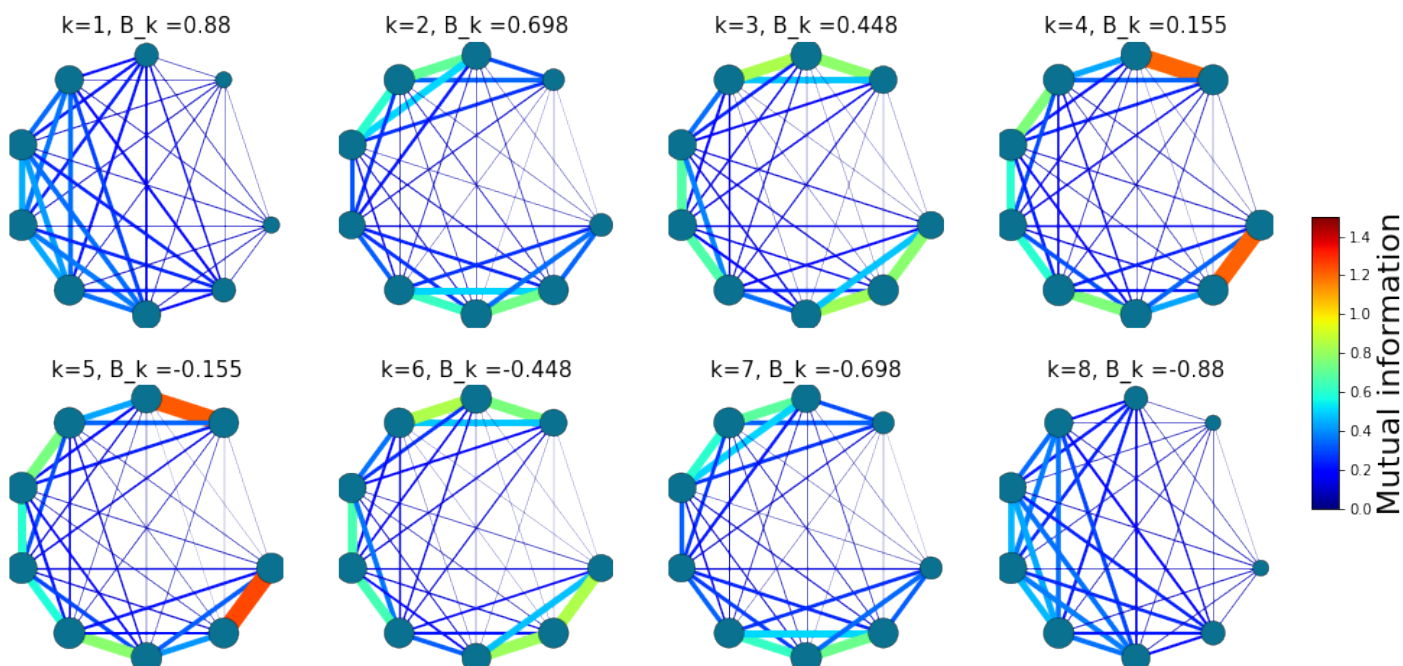 k=1, B_k =0.88
k=2, B_k =0.698
k=3, B_k =0.448
k=4, B_k =0.155
k=5, B_k =-0.155
k=6, B_k =-0.448
k=7, B_k =-0.698
k=8, B_k =-0.88
1.4
1.2
1.0
0.8
0.6
0.4
0.2
0.0
Mutual information